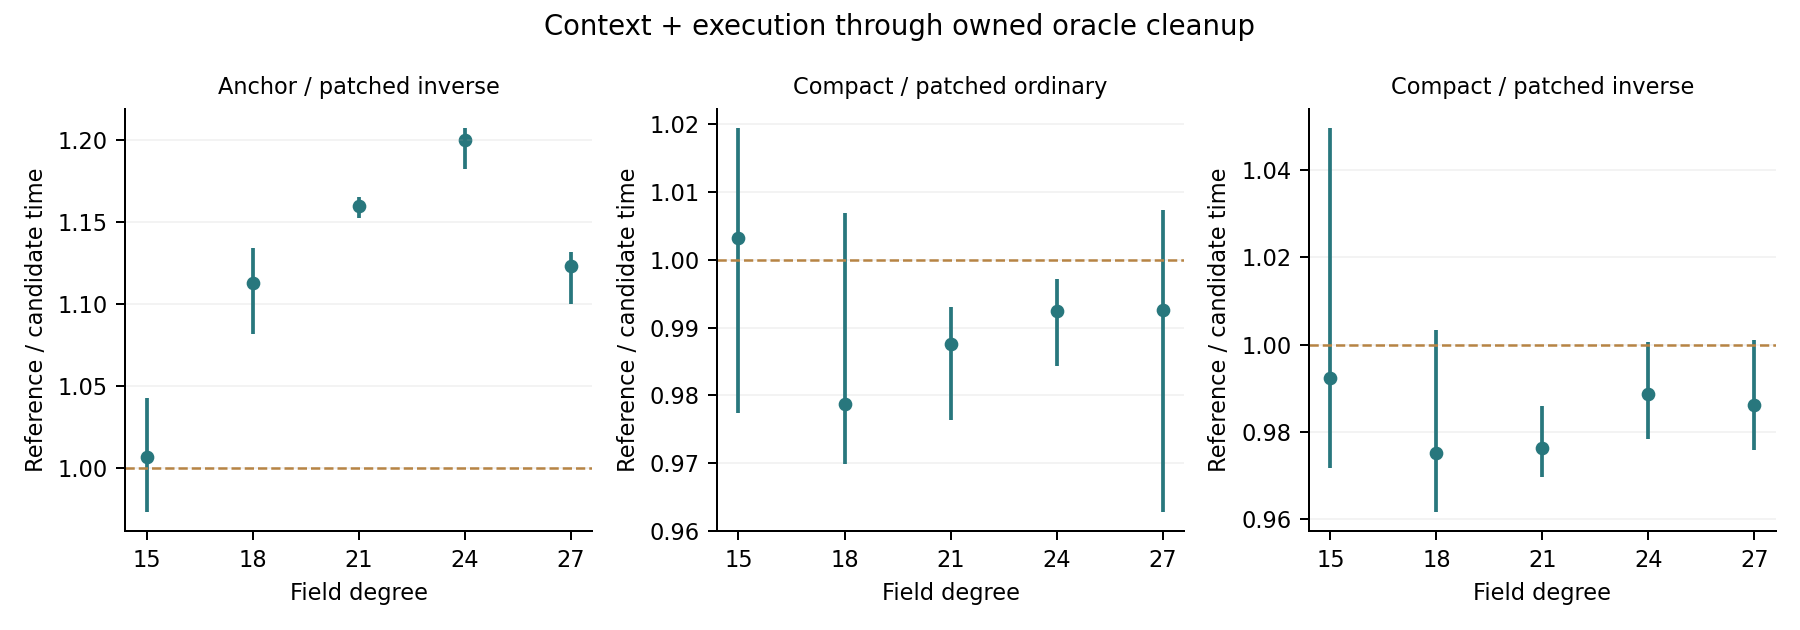 Context + execution through owned oracle cleanup
Anchor / patched inverse
Reference / candidate time
1.20
1.15
1.10
1.05
1.00
15 18 21 24 27
Field degree
Compact / patched ordinary
Reference / candidate time
1.02
1.01
1.00
0.99
0.98
0.97
0.96
15 18 21 24 27
Field degree
Compact / patched inverse
Reference / candidate time
1.04
1.02
1.00
0.98
0.96
15 18 21 24 27
Field degree